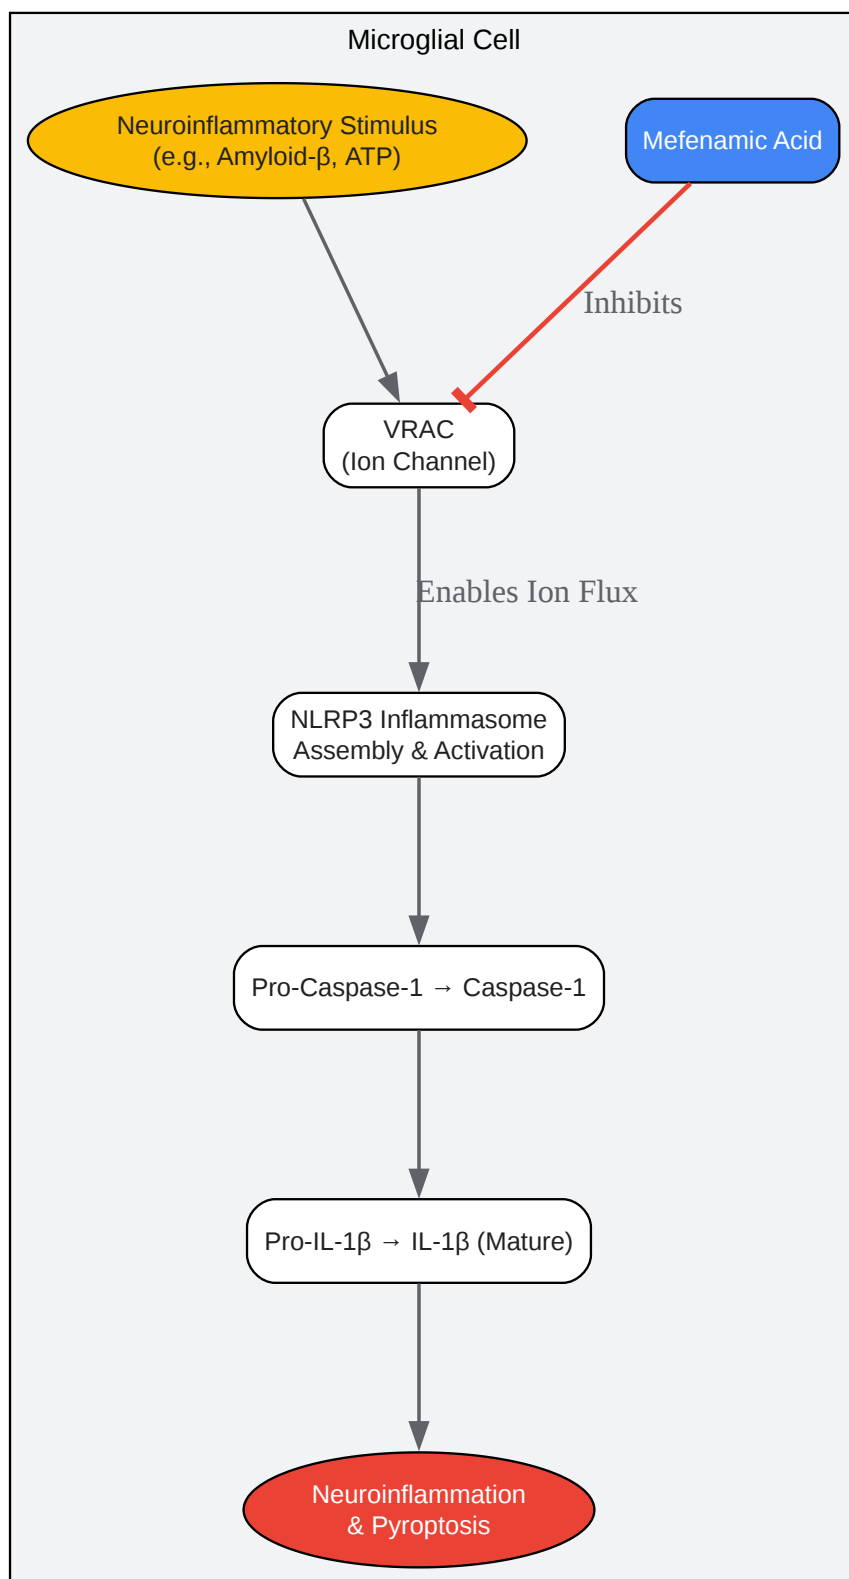 Microglial Cell
Neuroinflammatory Stimulus
(e.g., Amyloid-β, ATP)
Mefenamic Acid
Inhibits
VRAC
(Ion Channel)
Enables Ion Flux
NLRP3 Inflammasome
Assembly & Activation
Pro-Caspase-1 → Caspase-1
Pro-IL-1β → IL-1β (Mature)
Neuroinflammation
& Pyroptosis